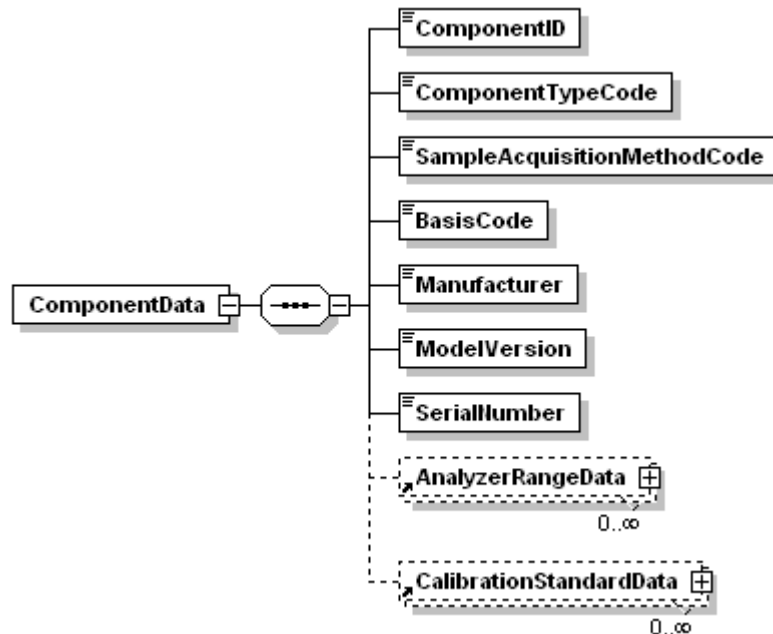 ComponentID
ComponentTypeCode
SampleAcquisitionMethodCode
BasisCode
ComponentData
Manufacturer
ModelVersion
SerialNumber
AnalyzerRangeData
0..∞
CalibrationStandardData
0..∞